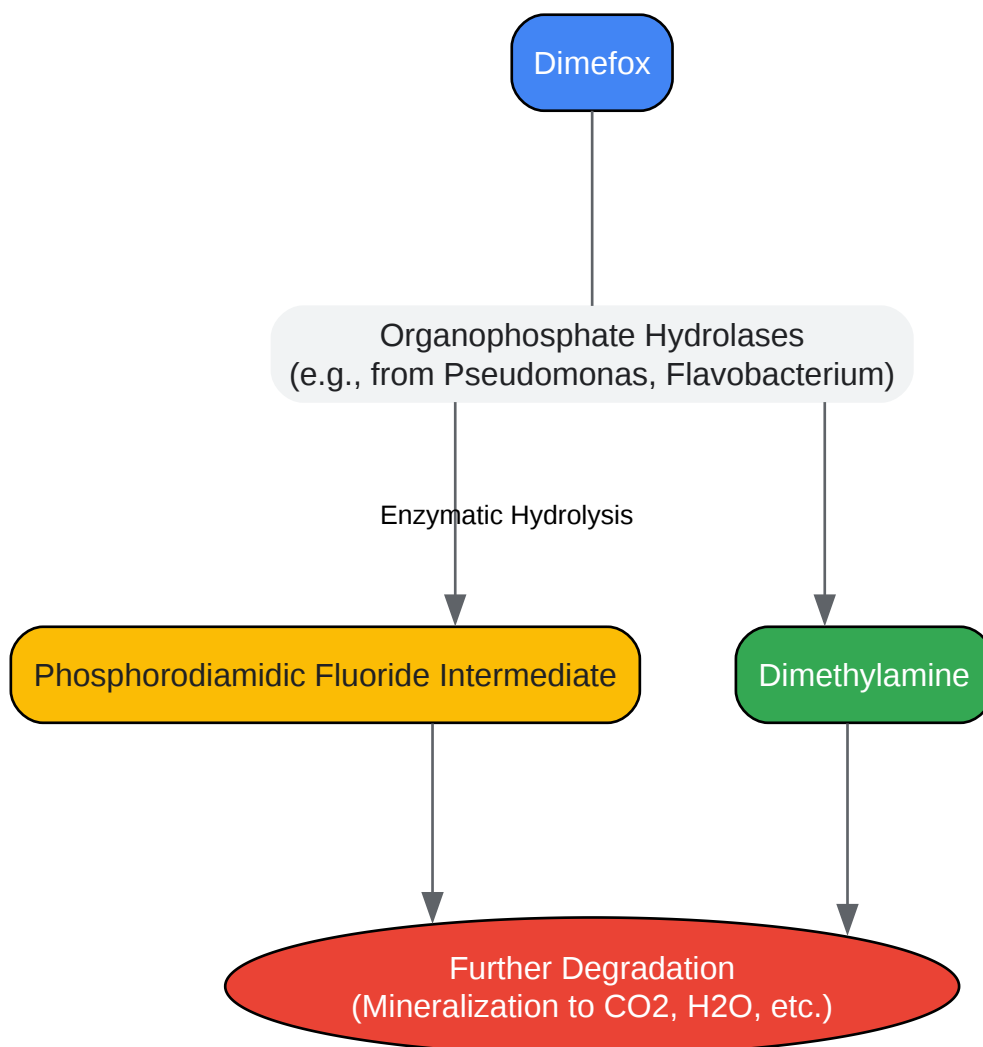 Dimefox
Organophosphate Hydrolases
(e.g., from Pseudomonas, Flavobacterium)
Enzymatic Hydrolysis
Phosphorodiamidic Fluoride Intermediate
Dimethylamine
Further Degradation
(Mineralization to CO2, H2O, etc.)